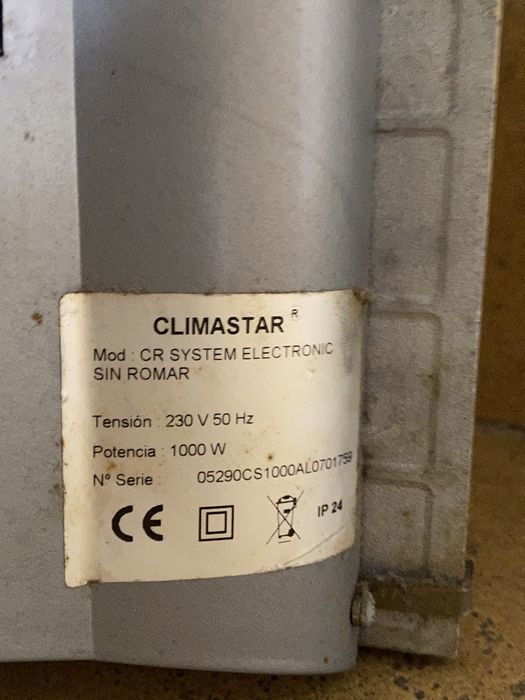 CLIMASTAR ®
Mod : CR SYSTEM ELECTRONIC
SIN ROMAR
Tensión : 230 V 50 Hz
Potencia : 1000 W
Nº Serie : 05290CS1000AL0701759
CE
IP 24